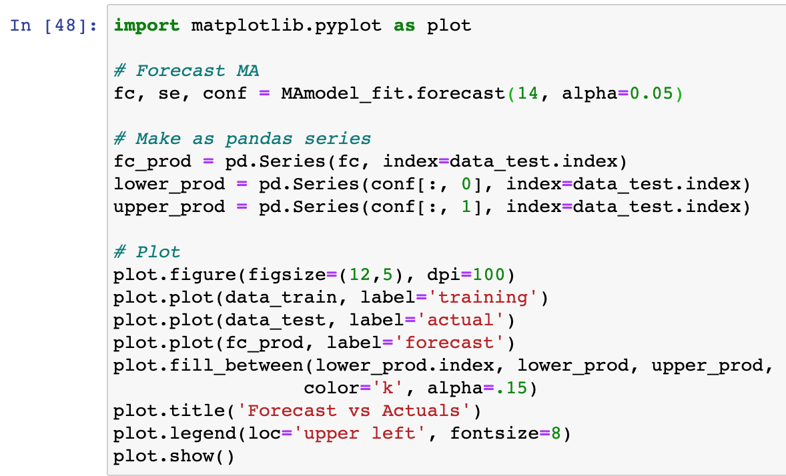 In [48]: import matplotlib.pyplot as plot

# Forecast MA
fc, se, conf = MAmodel_fit.forecast(14, alpha=0.05)

# Make as pandas series
fc_prod = pd.Series(fc, index=data_test.index)
lower_prod = pd.Series(conf[:, 0], index=data_test.index)
upper_prod = pd.Series(conf[:, 1], index=data_test.index)

# Plot
plot.figure(figsize=(12,5), dpi=100)
plot.plot(data_train, label='training')
plot.plot(data_test, label='actual')
plot.plot(fc_prod, label='forecast')
plot.fill_between(lower_prod.index, lower_prod, upper_prod,
                 color='k', alpha=.15)
plot.title('Forecast vs Actuals')
plot.legend(loc='upper left', fontsize=8)
plot.show()